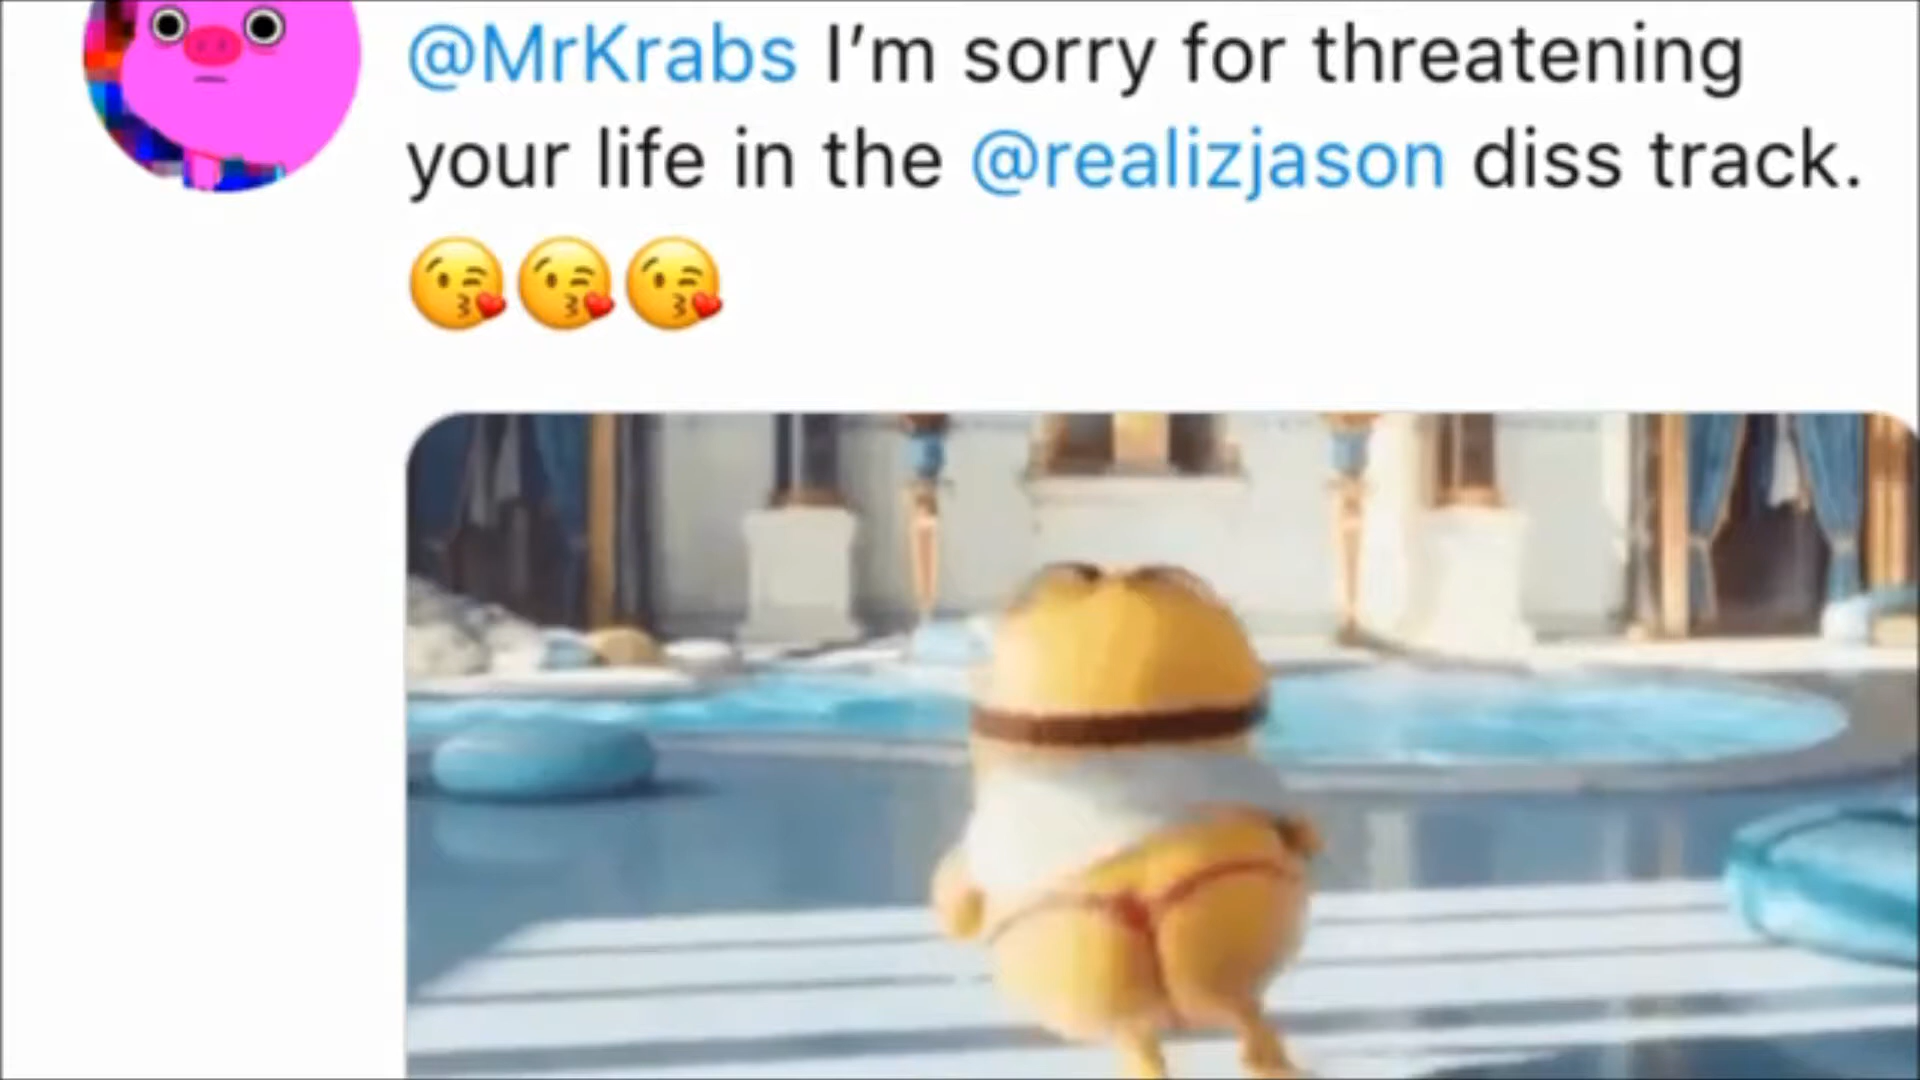 @MrKrabs I’m sorry for threatening
your life in the @realizjason diss track.
😘😘😘